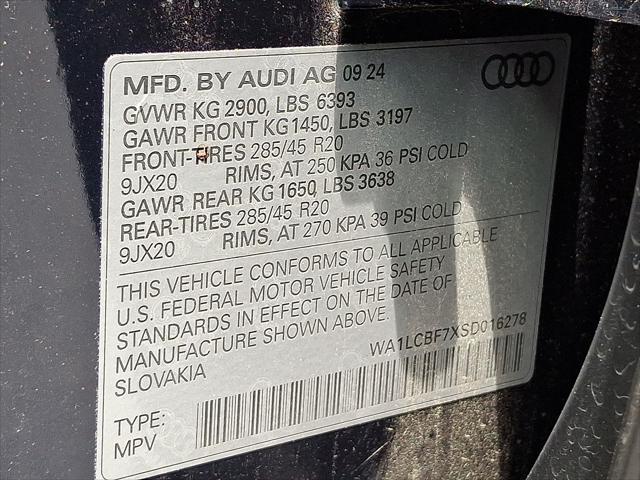 MFD. BY AUDI AG 09 24
GVWR KG 2900, LBS 6393
GAWR FRONT KG1450, LBS 3197
FRONT-TIRES 285/45 R20
9JX20 RIMS, AT 250 KPA 36 PSI COLD
GAWR REAR KG 1650, LBS 3638
REAR-TIRES 285/45 R20
9JX20 RIMS, AT 270 KPA 39 PSI COLD
THIS VEHICLE CONFORMS TO ALL APPLICABLE
U.S. FEDERAL MOTOR VEHICLE SAFETY
STANDARDS IN EFFECT ON THE DATE OF
MANUFACTURE SHOWN ABOVE.
SLOVAKIA
WA1LCBF7XSD016278
TYPE:
MPV